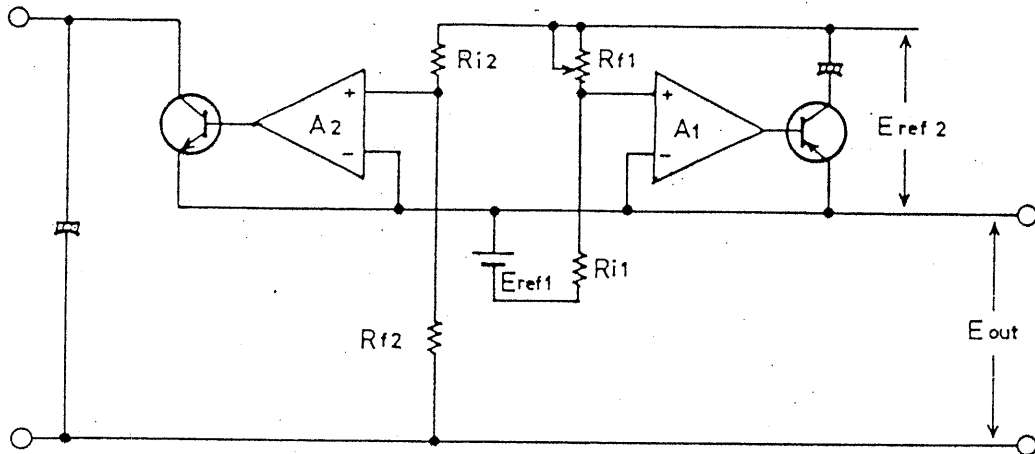 Ri2
Rf1
+
A2
−
+
A1
−
Eref2
Eref1
Ri1
Rf2
Eout